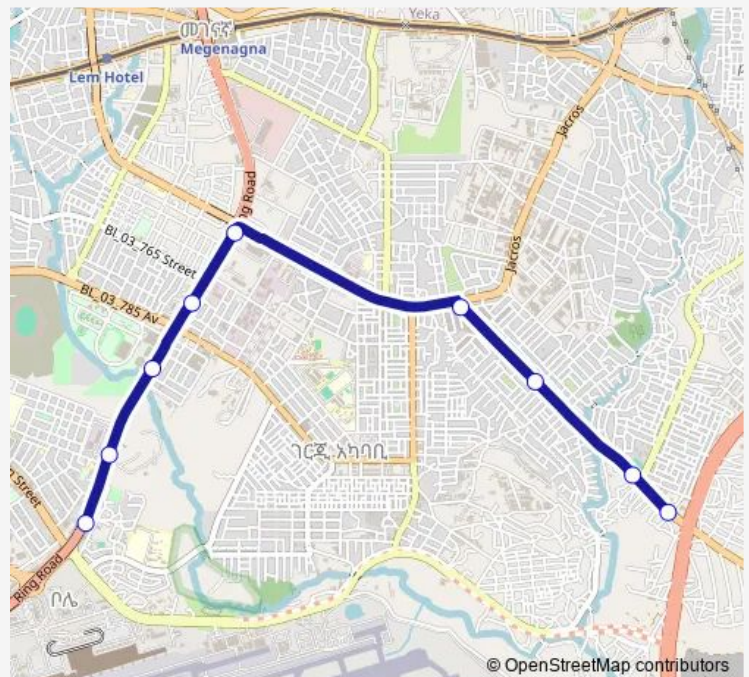 Yeka
መገናኛ
Megenagna
Lem Hotel
Jacros
Ring Road
BL_03_765 Street
Jacros
BL_03_785 Av
ገርጂ አካባቢ
Street
Ring Road
ቦሌ
© OpenStreetMap contributors